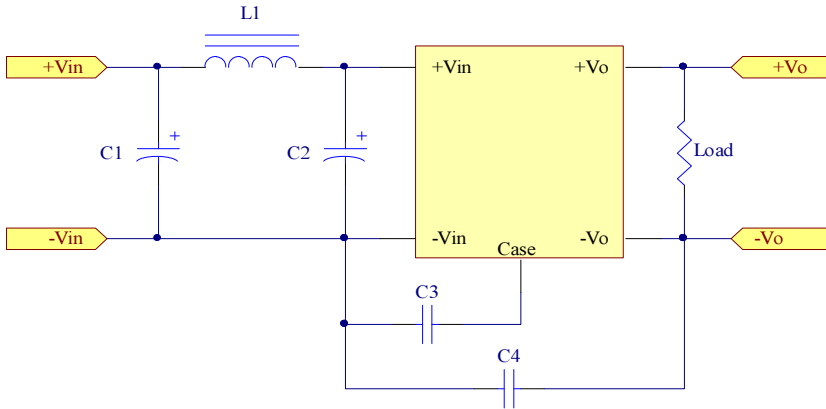 L1
+Vin
+Vin
+Vo
+Vo
C1
+
C2
+
Load
-Vin
-Vin
-Vo
-Vo
Case
C3
C4